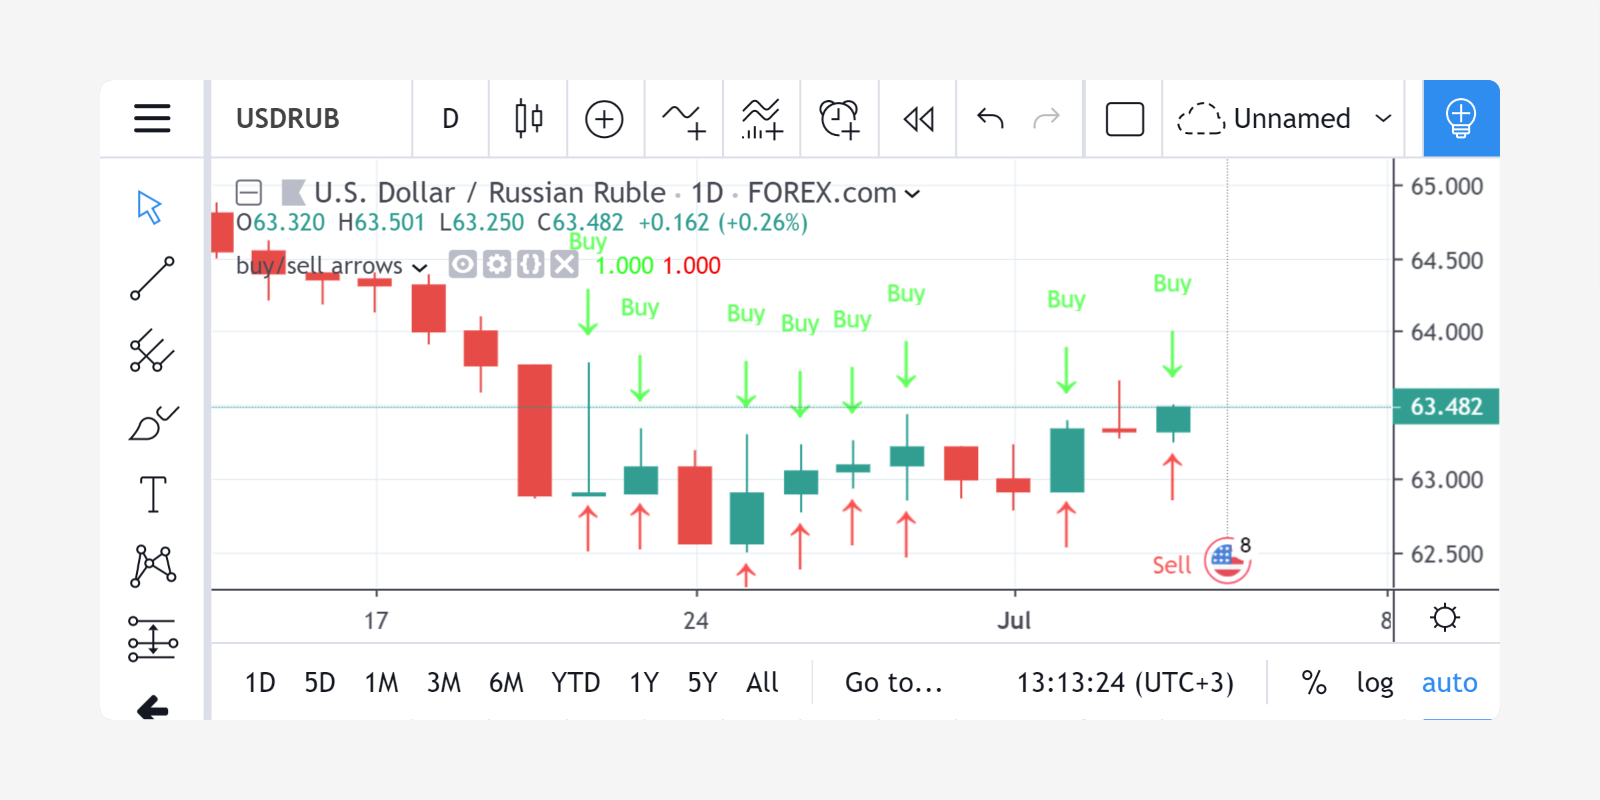 USDRUB D Unnamed
U.S. Dollar / Russian Ruble · 1D · FOREX.com
O63.320 H63.501 L63.250 C63.482 +0.162 (+0.26%)
buy/sell arrows 1.000 1.000
Buy
Buy
Buy
Buy
Buy
Buy
Buy
Buy
Sell
8
65.000
64.500
64.000
63.482
63.000
62.500
17 24 Jul 8
1D 5D 1M 3M 6M YTD 1Y 5Y All Go to... 13:13:24 (UTC+3) % log auto